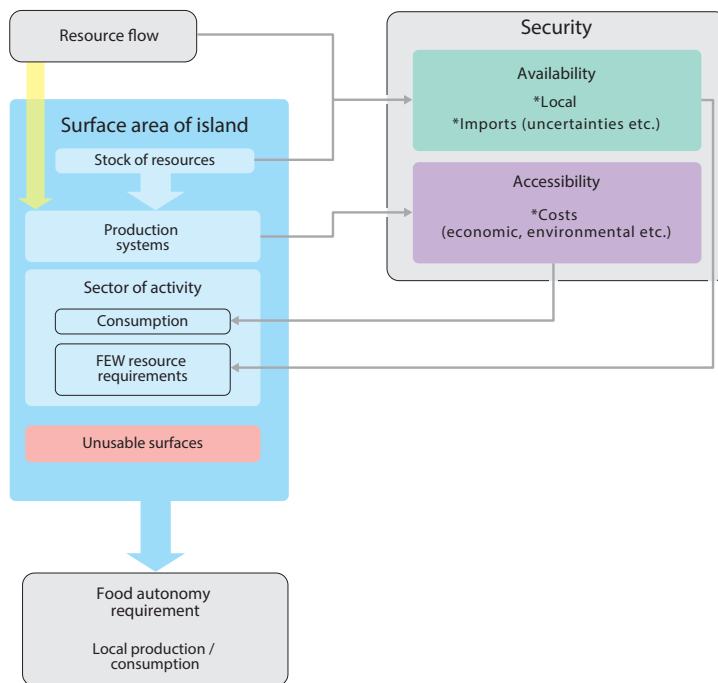 Resource flow
Surface area of island
Stock of resources
Production
systems
Sector of activity
Consumption
FEW resource
requirements
Unusable surfaces
Food autonomy
requirement
Local production /
consumption
Security
Availability
*Local
*Imports (uncertainties etc.)
Accessibility
*Costs
(economic, environmental etc.)